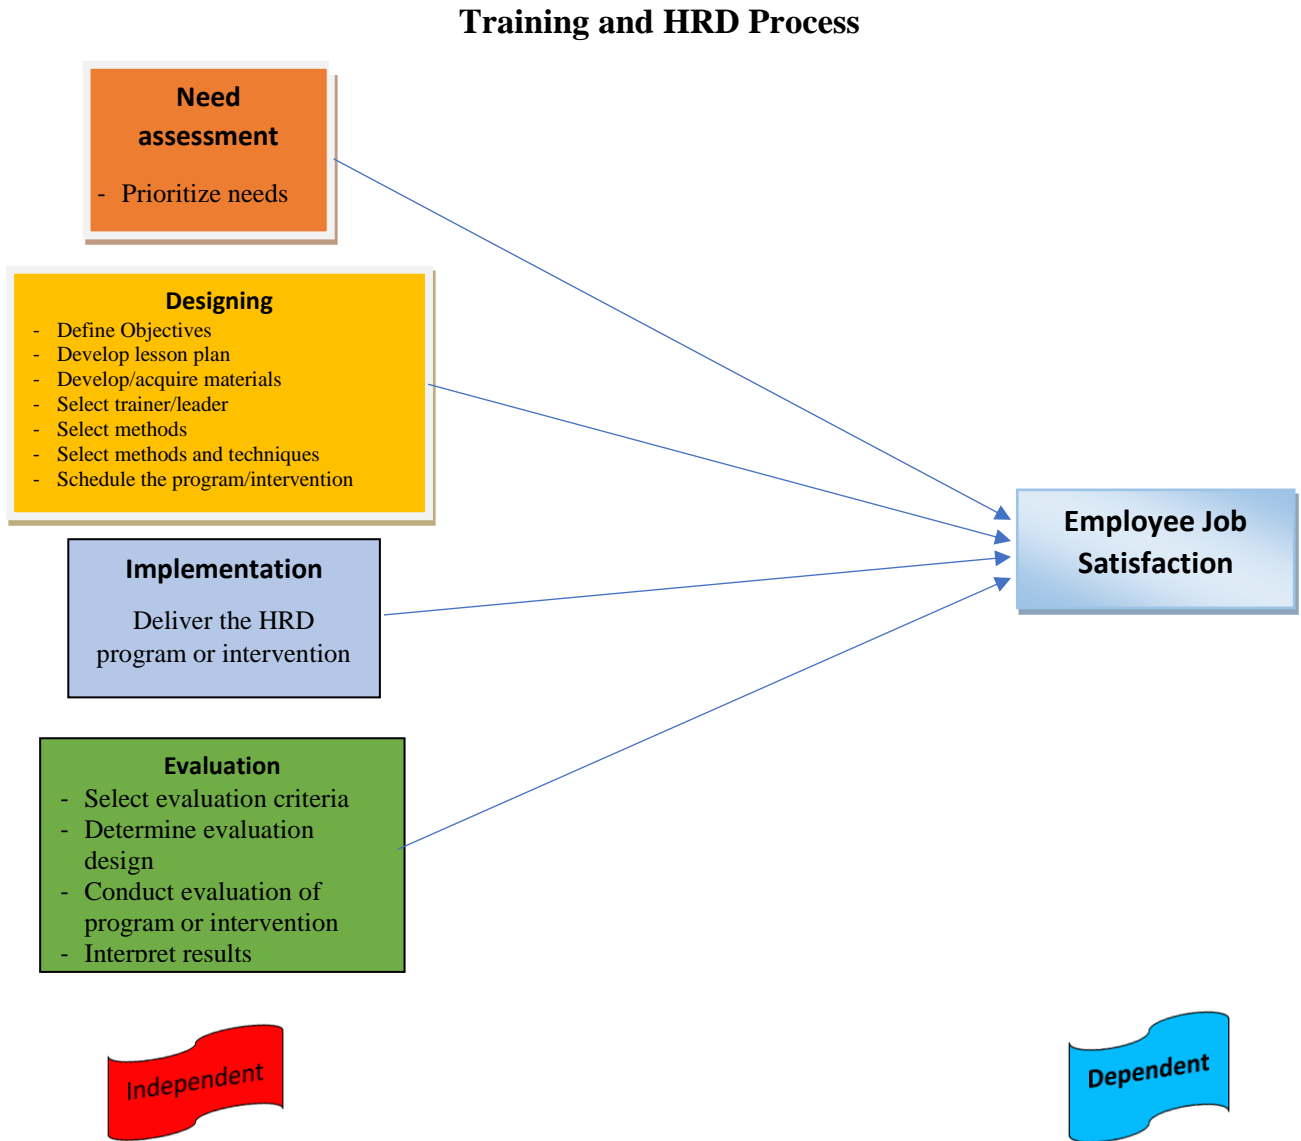 Training and HRD Process
Need
assessment
- Prioritize needs
Designing
- Define Objectives
- Develop lesson plan
- Develop/acquire materials
- Select trainer/leader
- Select methods
- Select methods and techniques
- Schedule the program/intervention
Implementation
Deliver the HRD
program or intervention
Evaluation
- Select evaluation criteria
- Determine evaluation
design
- Conduct evaluation of
program or intervention
- Interpret results
Employee Job
Satisfaction
Independent
Dependent